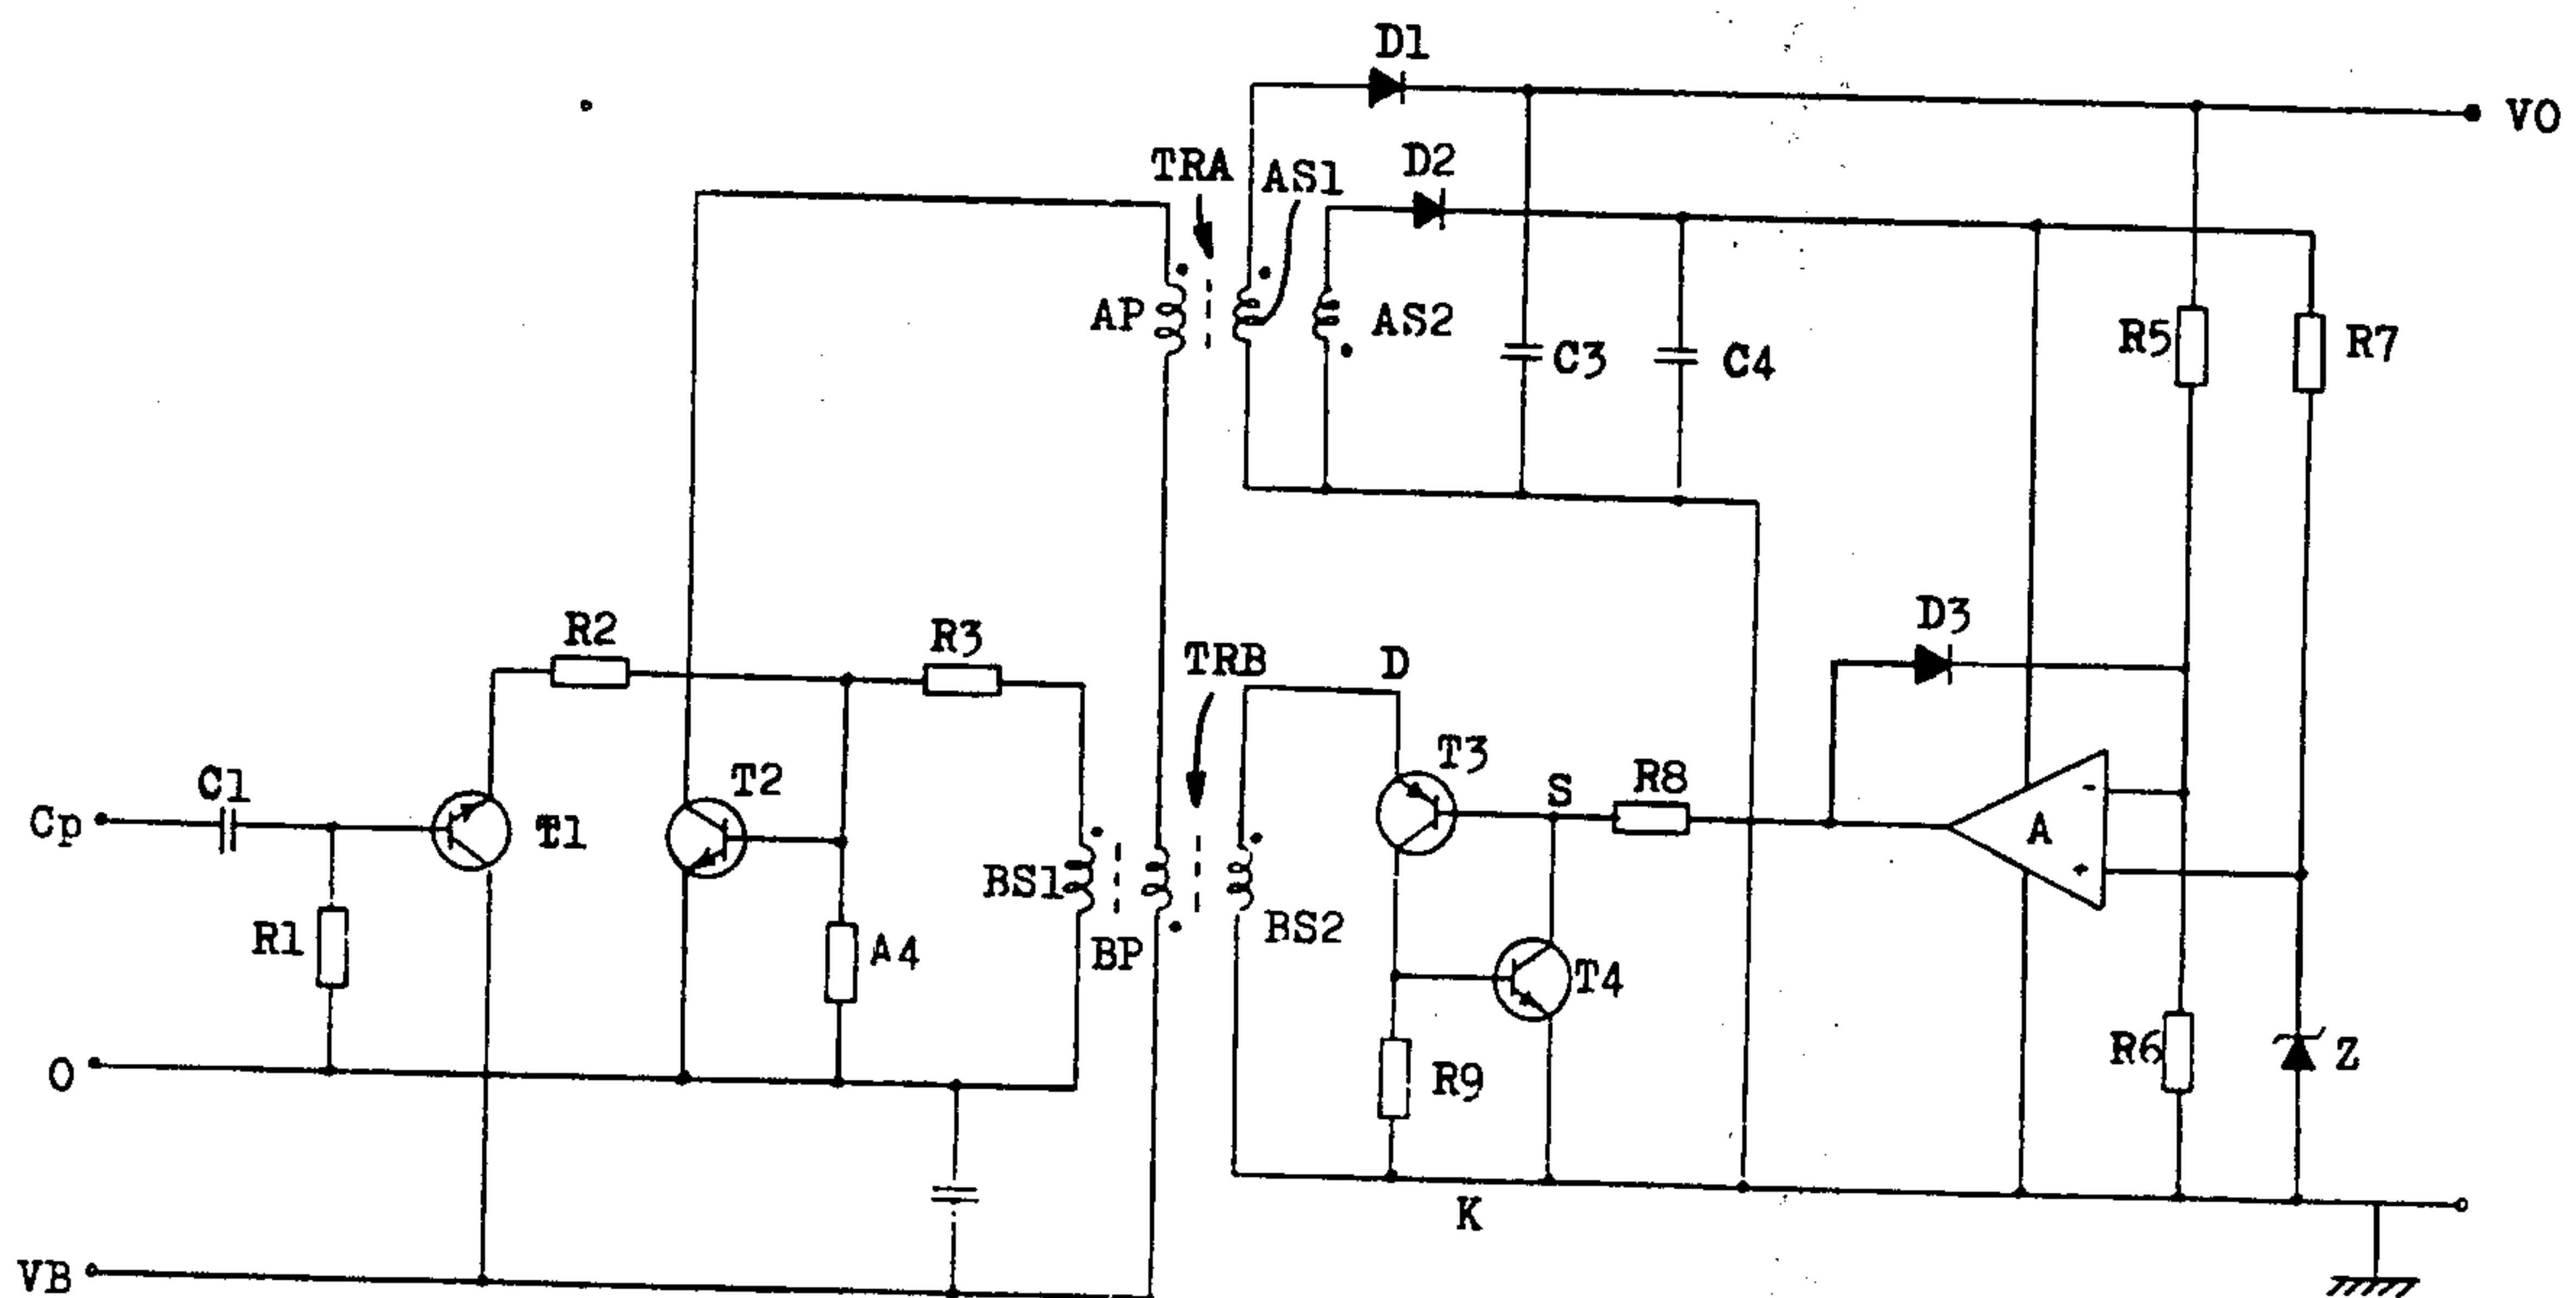 D1
VO
D2
TRA
AS1
AP
AS2
C3
C4
R5
R7
D3
R2
R3
TRB
D
T3
S
R8
C1
T2
Cp
T1
A
-
+
BS1
BP
BS2
R1
A4
T4
R6
Z
R9
O
K
VB